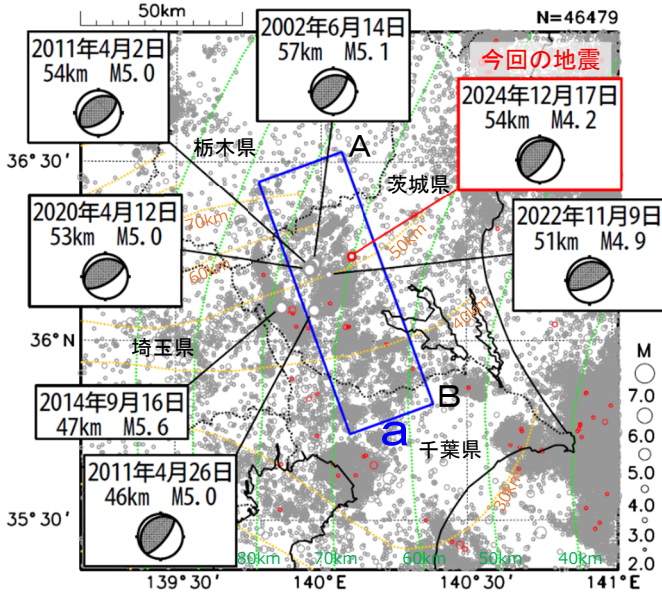 50km
N=46479
2011年4月2日
54km M5.0
2002年6月14日
57km M5.1
今回の地震
2024年12月17日
54km M4.2
栃木県
A
36°30′
茨城県
70km
2020年4月12日
53km M5.0
50km
2022年11月9日
51km M4.9
60km
40km
36°N
埼玉県
M
7.0
6.0
5.0
4.0
3.0
2.0
2014年9月16日
47km M5.6
B
a
千葉県
2011年4月26日
46km M5.0
30km
35°30′
80km
70km
60km
50km
40km
139°30′
140°E
140°30′
141°E